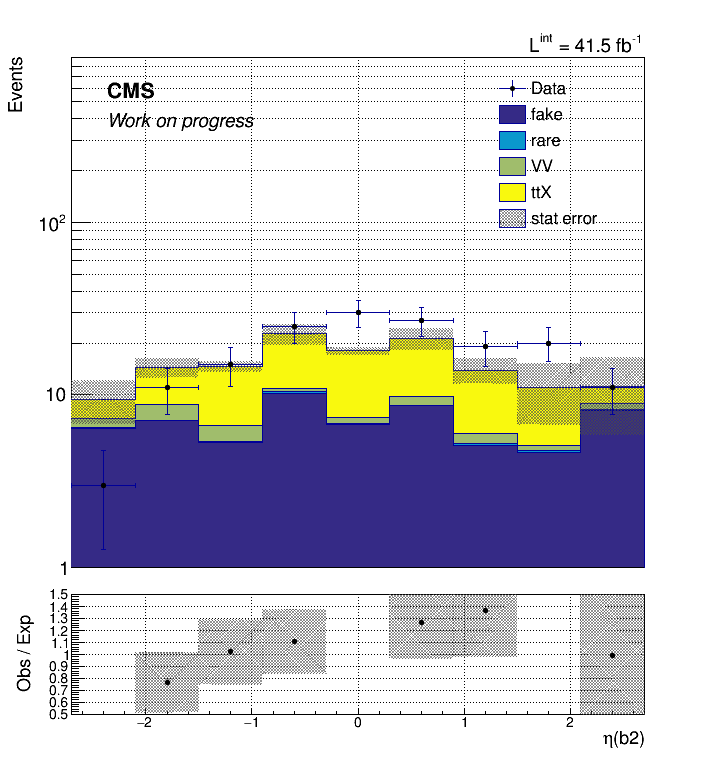 L^int = 41.5 fb^-1
Events
CMS
Work on progress
Data
fake
rare
VV
ttX
stat error
10^2
10
1
Obs / Exp
1.5
1.4
1.3
1.2
1.1
1
0.9
0.8
0.7
0.6
0.5
−2
−1
0
1
2
η(b2)